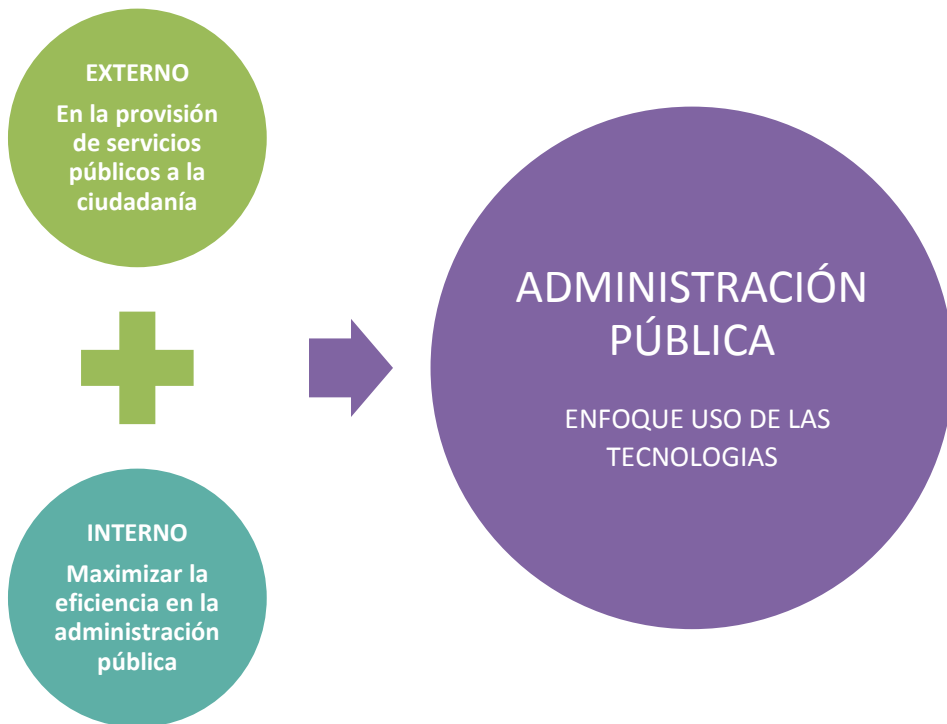 EXTERNO
En la provisión
de servicios
públicos a la
ciudadanía
INTERNO
Maximizar la
eficiencia en la
administración
pública
ADMINISTRACIÓN
PÚBLICA
ENFOQUE USO DE LAS
TECNOLOGIAS